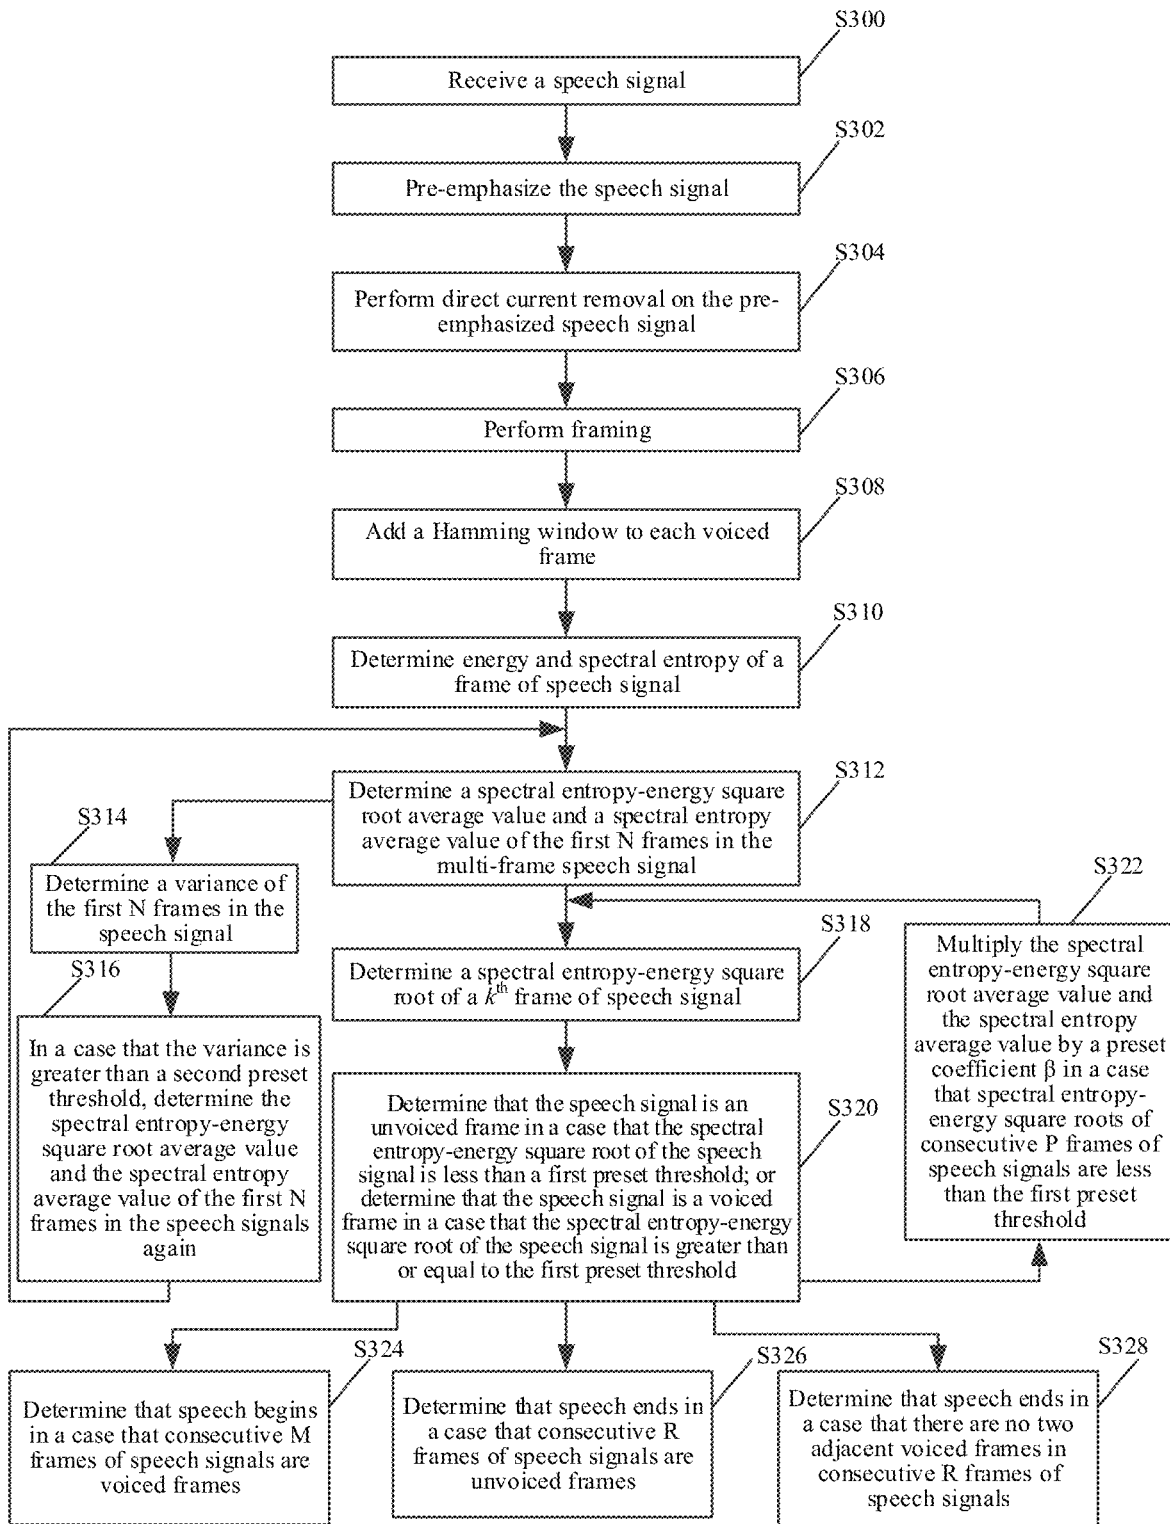 S300
Receive a speech signal
S302
Pre-emphasize the speech signal
S304
Perform direct current removal on the pre-
emphasized speech signal
S306
Perform framing
S308
Add a Hamming window to each voiced
frame
S310
Determine energy and spectral entropy of a
frame of speech signal
S312
Determine a spectral entropy-energy square
root average value and a spectral entropy
average value of the first N frames in the
multi-frame speech signal
S314
Determine a variance of
the first N frames in the
speech signal
S316
In a case that the variance is
greater than a second preset
threshold, determine the
spectral entropy-energy
square root average value
and the spectral entropy
average value of the first N
frames in the speech signals
again
S318
Determine a spectral entropy-energy square
root of a kth frame of speech signal
S320
Determine that the speech signal is an
unvoiced frame in a case that the spectral
entropy-energy square root of the speech
signal is less than a first preset threshold; or
determine that the speech signal is a voiced
frame in a case that the spectral entropy-energy
square root of the speech signal is greater than
or equal to the first preset threshold
S322
Multiply the spectral
entropy-energy square
root average value and
the spectral entropy
average value by a preset
coefficient β in a case
that spectral entropy-
energy square roots of
consecutive P frames of
speech signals are less
than the first preset
threshold
S324
Determine that speech begins
in a case that consecutive M
frames of speech signals are
voiced frames
S326
Determine that speech ends in
a case that consecutive R
frames of speech signals are
unvoiced frames
S328
Determine that speech ends in
a case that there are no two
adjacent voiced frames in
consecutive R frames of
speech signals